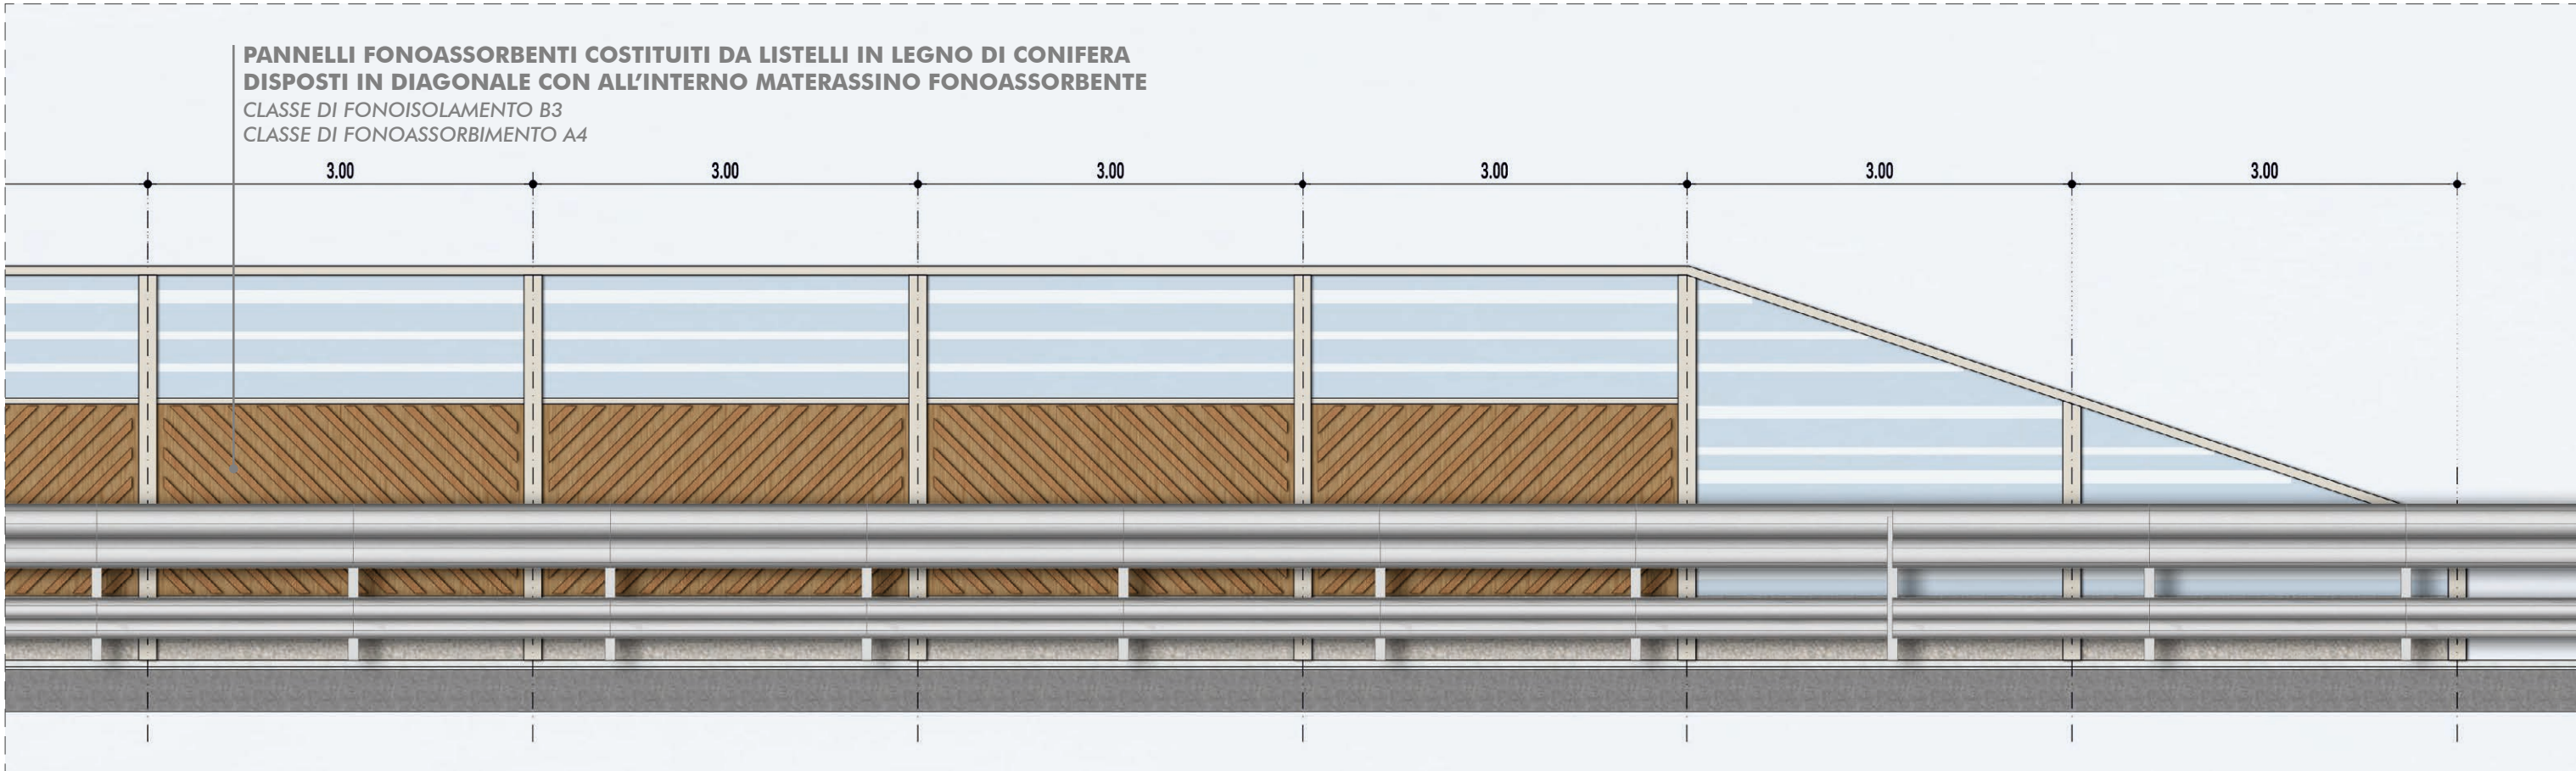 PANNELLI FONOASSORBENTI COSTITUITI DA LISTELLI IN LEGNO DI CONIFERA
DISPOSTI IN DIAGONALE CON ALL’INTERNO MATERASSINO FONOASSORBENTE
CLASSE DI FONOISOLAMENTO B3
CLASSE DI FONOASSORBIMENTO A4
3.00 3.00 3.00 3.00 3.00 3.00